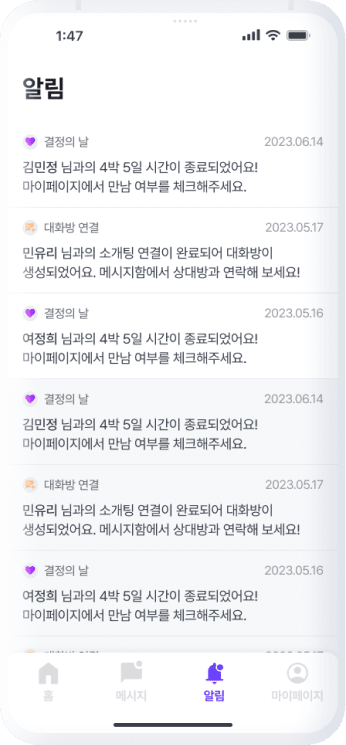 1:47
알림
결정의 날 2023.06.14
김민정 님과의 4박 5일 시간이 종료되었어요!
마이페이지에서 만남 여부를 체크해주세요.
대화방 연결 2023.05.17
민유리 님과의 소개팅 연결이 완료되어 대화방이
생성되었어요. 메시지함에서 상대방과 연락해 보세요!
결정의 날 2023.05.16
여정희 님과의 4박 5일 시간이 종료되었어요!
마이페이지에서 만남 여부를 체크해주세요.
결정의 날 2023.06.14
김민정 님과의 4박 5일 시간이 종료되었어요!
마이페이지에서 만남 여부를 체크해주세요.
대화방 연결 2023.05.17
민유리 님과의 소개팅 연결이 완료되어 대화방이
생성되었어요. 메시지함에서 상대방과 연락해 보세요!
결정의 날 2023.05.16
여정희 님과의 4박 5일 시간이 종료되었어요!
마이페이지에서 만남 여부를 체크해주세요.
홈 메시지 알림 마이페이지